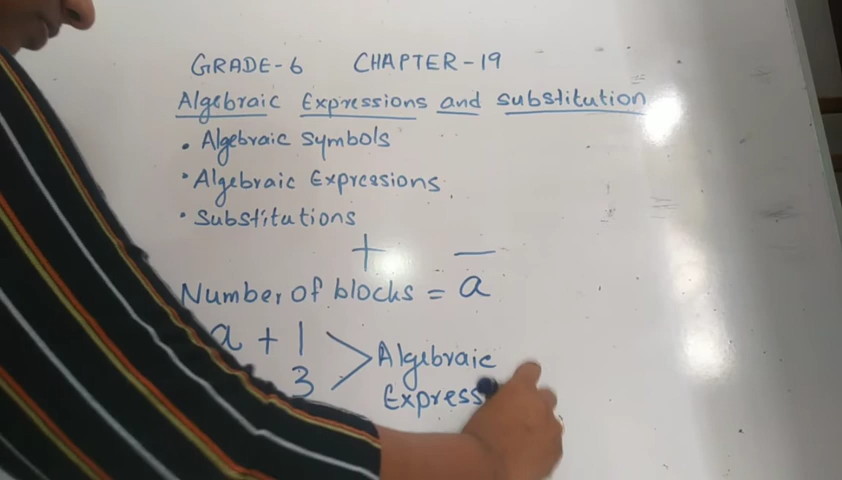 GRADE-6 CHAPTER-19
Algebraic Expressions and substitution
• Algebraic symbols
• Algebraic Expressions
• Substitutions
+ —
Number of blocks = a
a + 1
3
Algebraic
Express